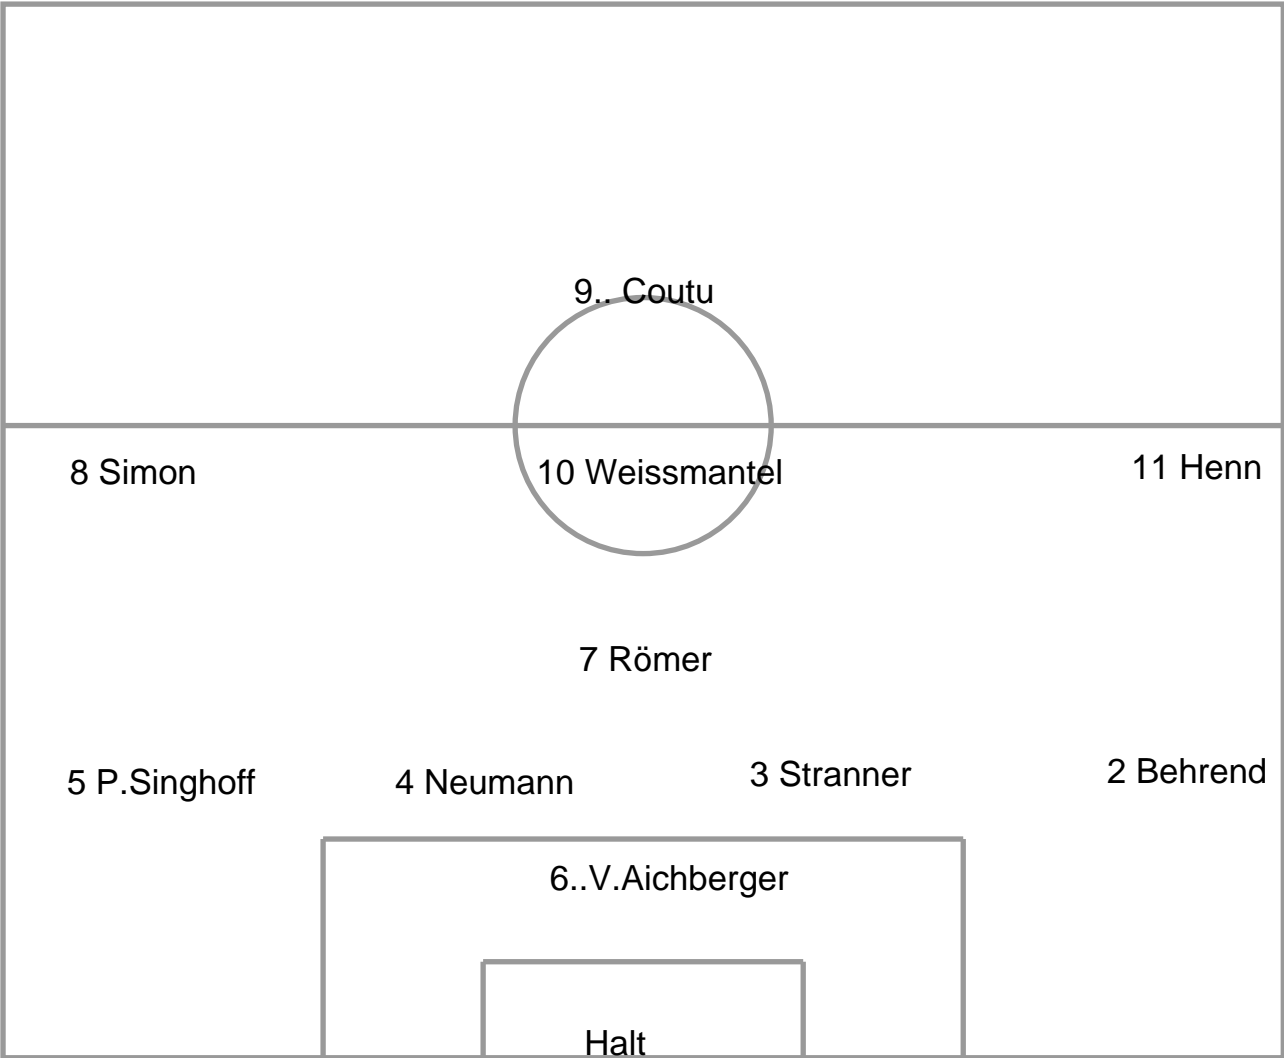 9.. Coutu
8 Simon
10 Weissmantel
11 Henn
7 Römer
5 P.Singhoff
4 Neumann
3 Stranner
2 Behrend
6..V.Aichberger
Halt